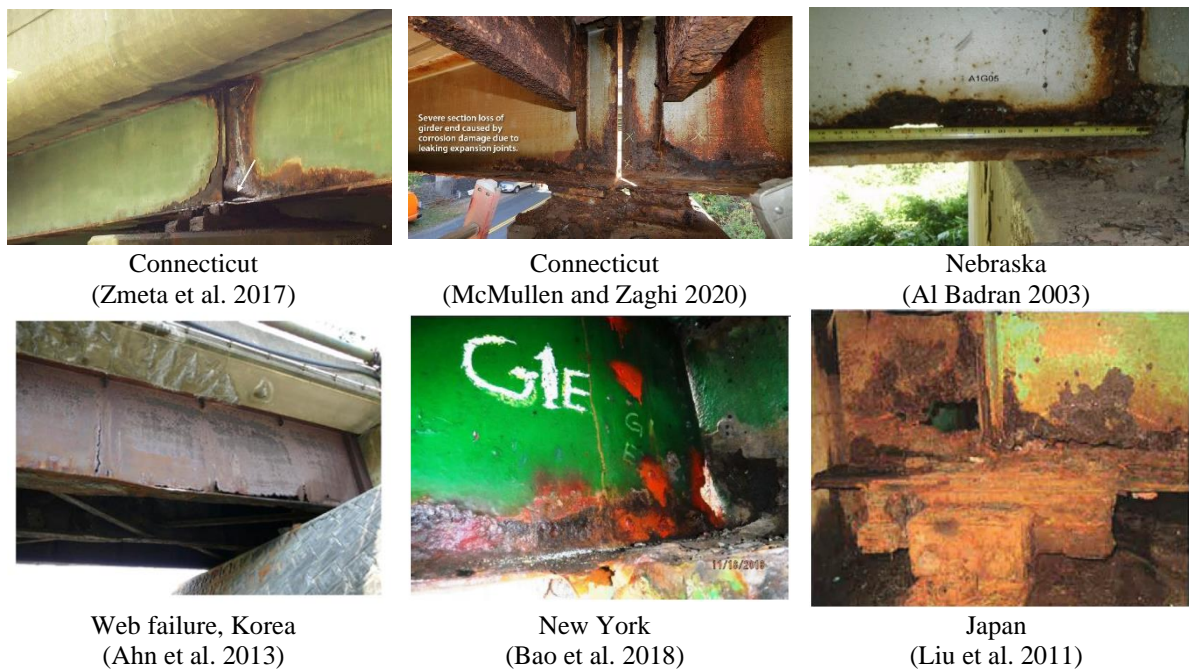 Severe section loss of
girder end caused by
corrosion damage due to
leaking expansion joints.
A1G05
Connecticut
(Zmeta et al. 2017)
Connecticut
(McMullen and Zaghi 2020)
Nebraska
(Al Badran 2003)
G1E
G
E
Web failure, Korea
(Ahn et al. 2013)
New York
(Bao et al. 2018)
Japan
(Liu et al. 2011)